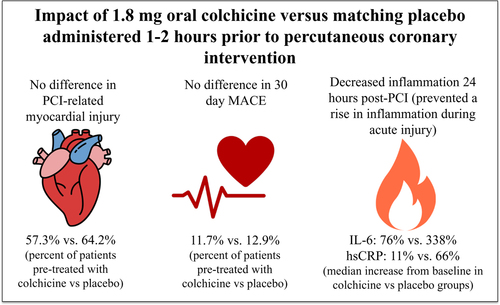 Impact of 1.8 mg oral colchicine versus matching placebo
administered 1-2 hours prior to percutaneous coronary
intervention
No difference in
PCI-related
myocardial injury
57.3% vs. 64.2%
(percent of patients
pre-treated with
colchicine vs placebo)
No difference in 30
day MACE
11.7% vs. 12.9%
(percent of patients
pre-treated with
colchicine vs placebo)
Decreased inflammation 24
hours post-PCI (prevented a
rise in inflammation during
acute injury)
IL-6: 76% vs. 338%
hsCRP: 11% vs. 66%
(median increase from baseline in
colchicine vs placebo groups)